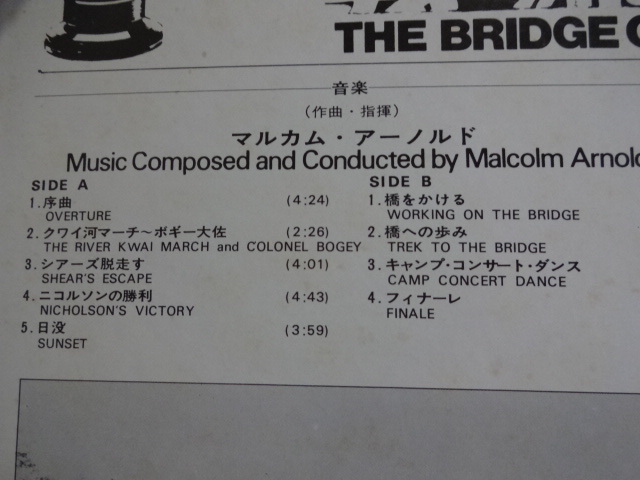 THE BRIDGE
音楽
（作曲・指揮）
マルカム・アーノルド
Music Composed and Conducted by Malcolm Arnold
SIDE A
1.序曲 (4:24)
OVERTURE
2.クワイ河マーチ〜ボギー大佐 (2:26)
THE RIVER KWAI MARCH and COLONEL BOGEY
3.シアーズ脱走す (4:01)
SHEAR'S ESCAPE
4.ニコルソンの勝利 (4:43)
NICHOLSON'S VICTORY
5.日没 (3:59)
SUNSET
SIDE B
1.橋をかける
WORKING ON THE BRIDGE
2.橋への歩み
TREK TO THE BRIDGE
3.キャンプ・コンサート・ダンス
CAMP CONCERT DANCE
4.フィナーレ
FINALE